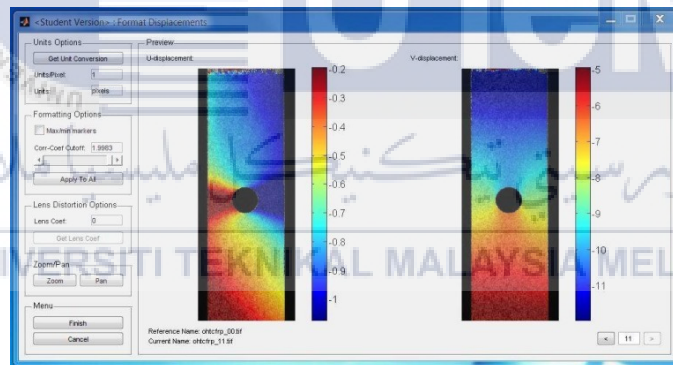 <Student Version> : Format Displacements
Units Options
Get Unit Conversion
Units/Pixel: 1
Units: pixels
Formatting Options
Max/min markers
Corr-Coef Cutoff: 1.9983
Apply To All
Lens Distortion Options
Lens Coef: 0
Get Lens Coef
Zoom/Pan
Zoom Pan
Menu
Finish
Cancel
Preview
U-displacement:
-0.2
-0.3
-0.4
-0.5
-0.6
-0.7
-0.8
-0.9
-1
V-displacement:
-5
-6
-7
-8
-9
-10
-11
Reference Name: ohtcfrp_00.tif
Current Name: ohtcfrp_11.tif
< 11 >
TEKNIKAL MALAYSIA